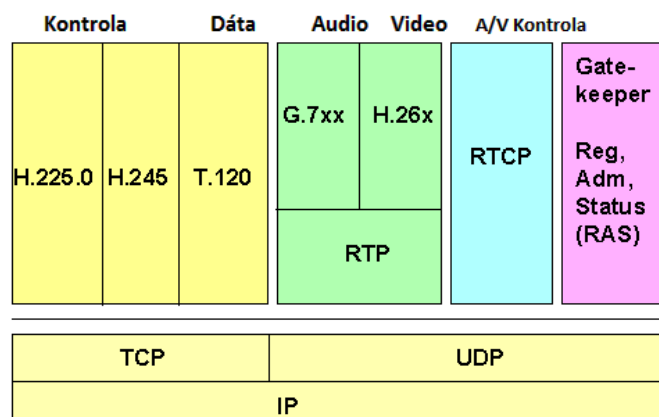 Kontrola Dáta Audio Video A/V Kontrola
H.225.0 H.245 T.120
G.7xx H.26x
RTP
RTCP
Gate-
keeper
Reg,
Adm,
Status
(RAS)
TCP UDP
IP